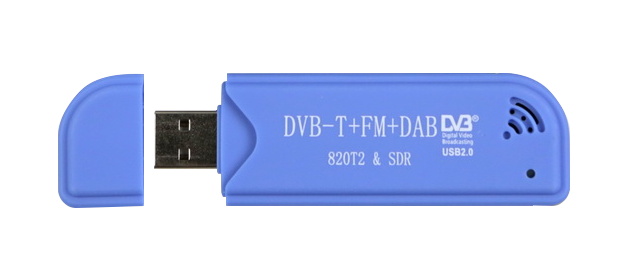 DVB-T+FM+DAB DVB®
Digital Video
Broadcasting
820T2 & SDR USB2.0